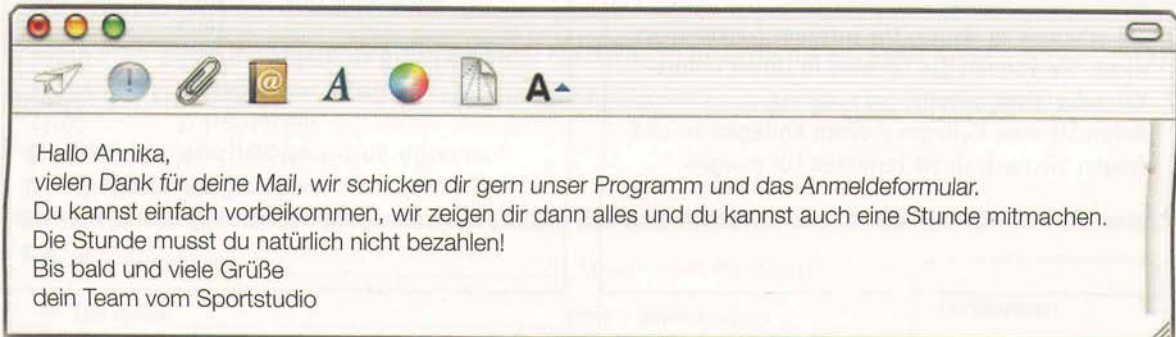 Hallo Annika,
vielen Dank für deine Mail, wir schicken dir gern unser Programm und das Anmeldeformular.
Du kannst einfach vorbeikommen, wir zeigen dir dann alles und du kannst auch eine Stunde mitmachen.
Die Stunde musst du natürlich nicht bezahlen!
Bis bald und viele Grüße
dein Team vom Sportstudio